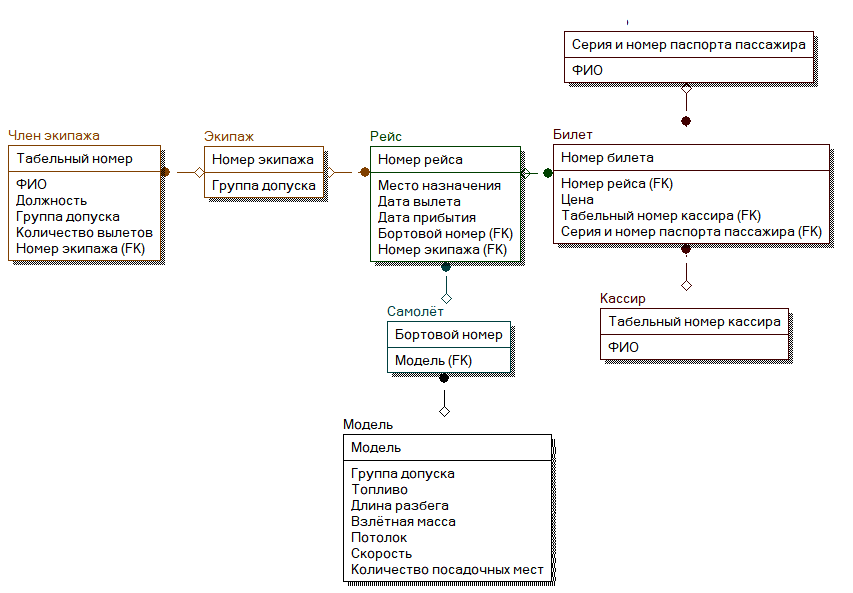 Серия и номер паспорта пассажира
ФИО
Член экипажа
Табельный номер
ФИО
Должность
Группа допуска
Количество вылетов
Номер экипажа (FK)
Экипаж
Номер экипажа
Группа допуска
Рейс
Номер рейса
Место назначения
Дата вылета
Дата прибытия
Бортовой номер (FK)
Номер экипажа (FK)
Билет
Номер билета
Номер рейса (FK)
Цена
Табельный номер кассира (FK)
Серия и номер паспорта пассажира (FK)
Кассир
Табельный номер кассира
ФИО
Самолёт
Бортовой номер
Модель (FK)
Модель
Модель
Группа допуска
Топливо
Длина разбега
Взлётная масса
Потолок
Скорость
Количество посадочных мест